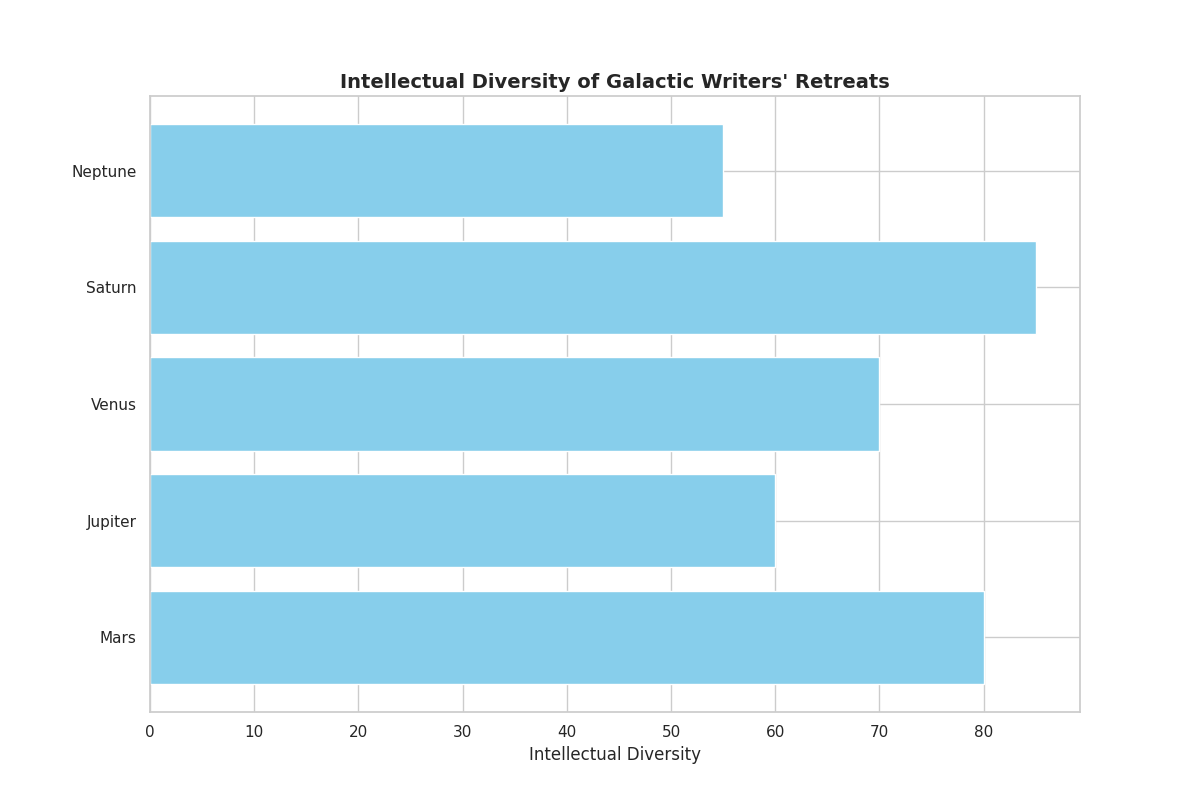 Intellectual Diversity of Galactic Writers' Retreats
Neptune
Saturn
Venus
Jupiter
Mars
0 10 20 30 40 50 60 70 80
Intellectual Diversity